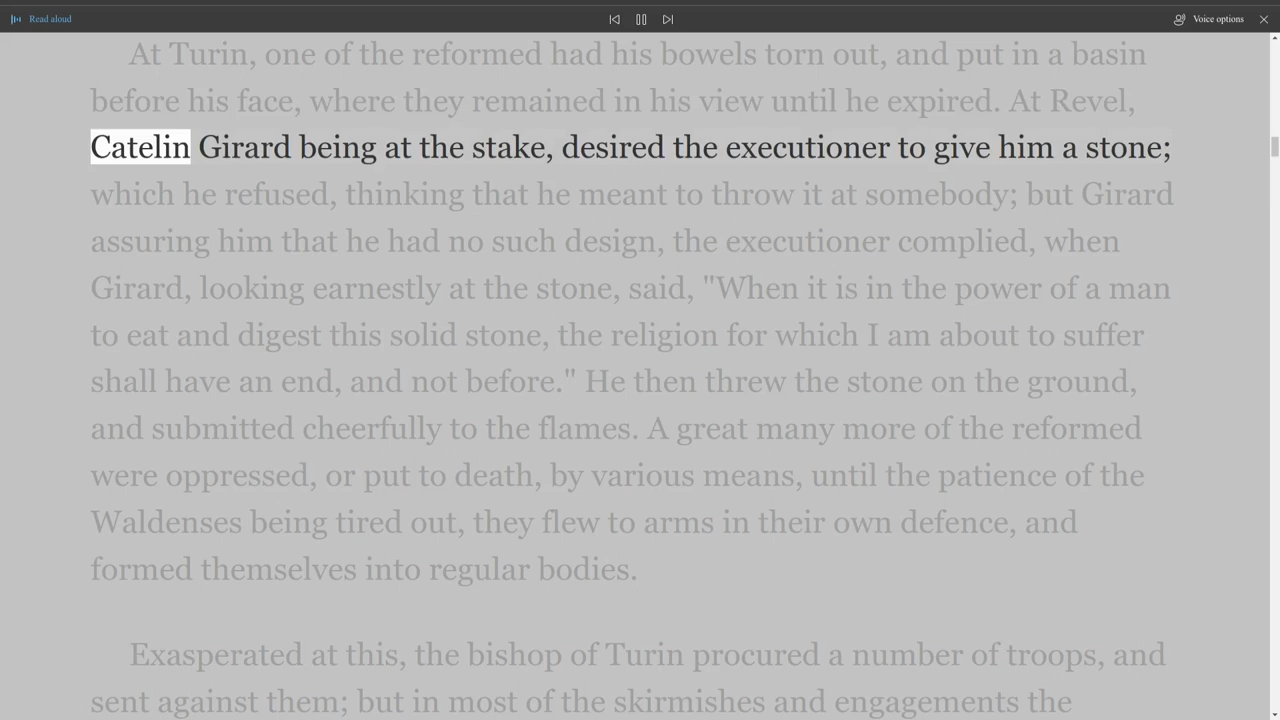 Read aloud
Voice options
At Turin, one of the reformed had his bowels torn out, and put in a basin
before his face, where they remained in his view until he expired. At Revel,
Catelin Girard being at the stake, desired the executioner to give him a stone;
which he refused, thinking that he meant to throw it at somebody; but Girard
assuring him that he had no such design, the executioner complied, when
Girard, looking earnestly at the stone, said, "When it is in the power of a man
to eat and digest this solid stone, the religion for which I am about to suffer
shall have an end, and not before." He then threw the stone on the ground,
and submitted cheerfully to the flames. A great many more of the reformed
were oppressed, or put to death, by various means, until the patience of the
Waldenses being tired out, they flew to arms in their own defence, and
formed themselves into regular bodies.
Exasperated at this, the bishop of Turin procured a number of troops, and
sent against them; but in most of the skirmishes and engagements the